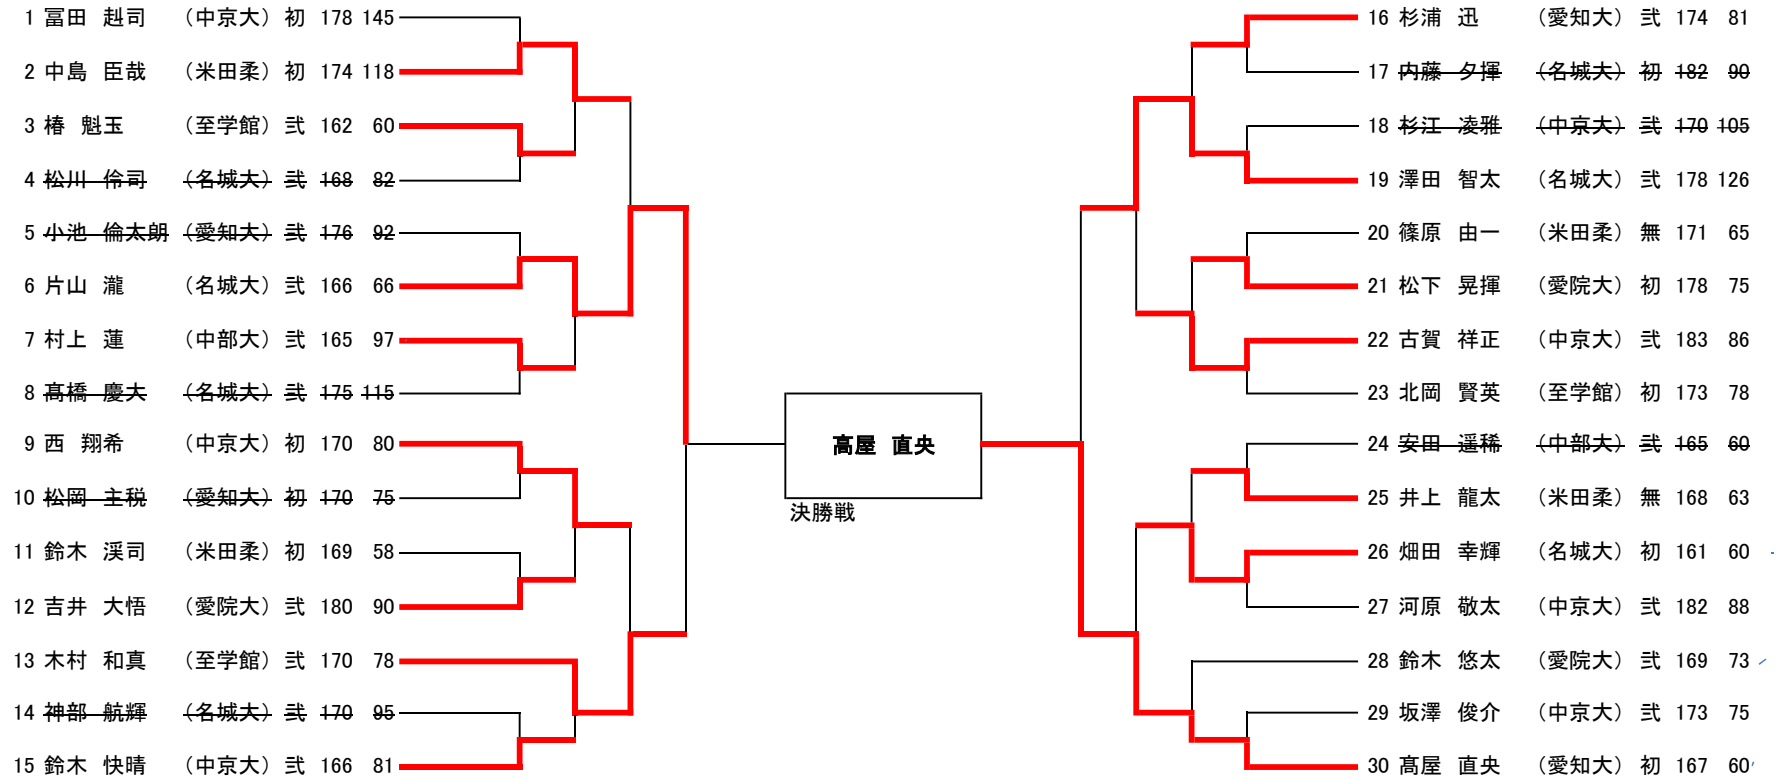 1 冨田 赳司 （中京大） 初 178 145
2 中島 臣哉 （米田柔） 初 174 118
3 椿 魁玉 （至学館） 弐 162 60
4 松川 伶司 （名城大） 弐 168 82
5 小池 倫太朗 （愛知大） 弐 176 92
6 片山 瀧 （名城大） 弐 166 66
7 村上 蓮 （中部大） 弐 165 97
8 髙橋 慶大 （名城大） 弐 175 115
9 西 翔希 （中京大） 初 170 80
10 松岡 主税 （愛知大） 初 170 75
11 鈴木 渓司 （米田柔） 初 169 58
12 吉井 大悟 （愛院大） 弐 180 90
13 木村 和真 （至学館） 弐 170 78
14 神部 航輝 （名城大） 弐 170 95
15 鈴木 快晴 （中京大） 弐 166 81
高屋 直央
決勝戦
16 杉浦 迅 （愛知大） 弐 174 81
17 内藤 夕揮 （名城大） 初 182 90
18 杉江 凌雅 （中京大） 弐 170 105
19 澤田 智太 （名城大） 弐 178 126
20 篠原 由一 （米田柔） 無 171 65
21 松下 晃揮 （愛院大） 初 178 75
22 古賀 祥正 （中京大） 弐 183 86
23 北岡 賢英 （至学館） 初 173 78
24 安田 遥稀 （中部大） 弐 165 60
25 井上 龍太 （米田柔） 無 168 63
26 畑田 幸輝 （名城大） 初 161 60
27 河原 敬太 （中京大） 弐 182 88
28 鈴木 悠太 （愛院大） 弐 169 73
29 坂澤 俊介 （中京大） 弐 173 75
30 髙屋 直央 （愛知大） 初 167 60